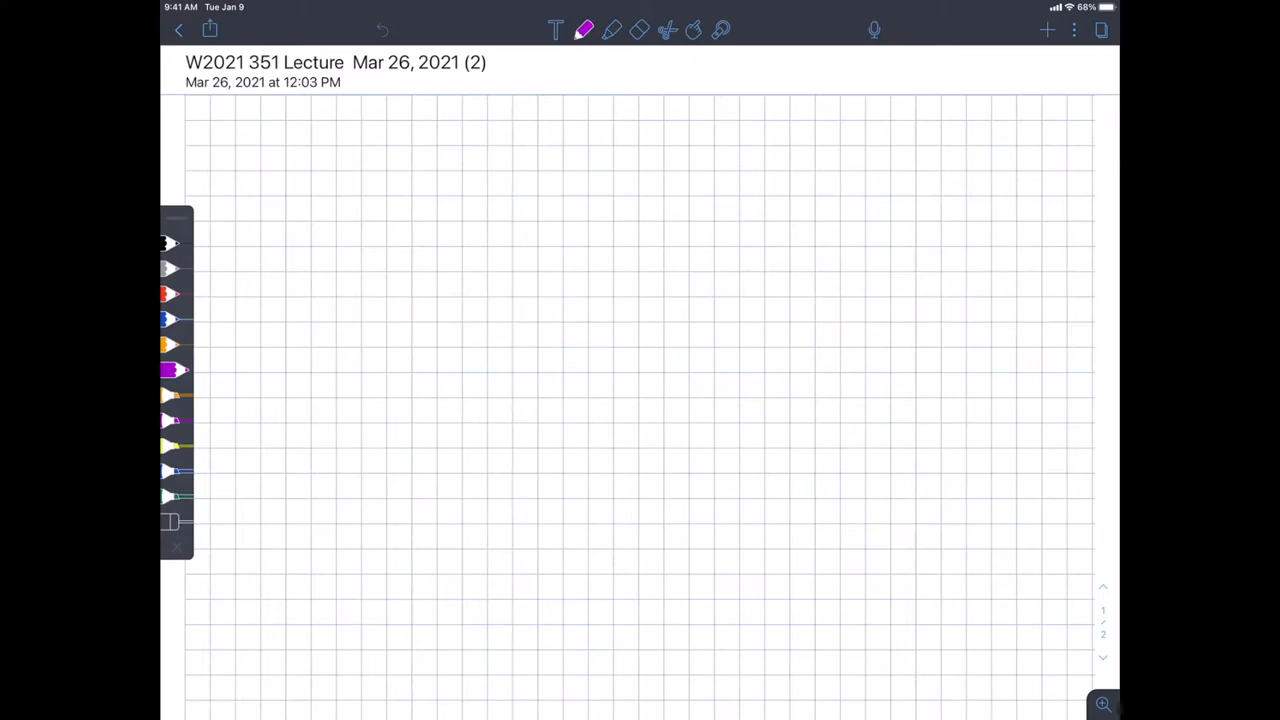 9:41 AM Tue Jan 9
68%
T
W2021 351 Lecture Mar 26, 2021 (2)
Mar 26, 2021 at 12:03 PM
1
/
2